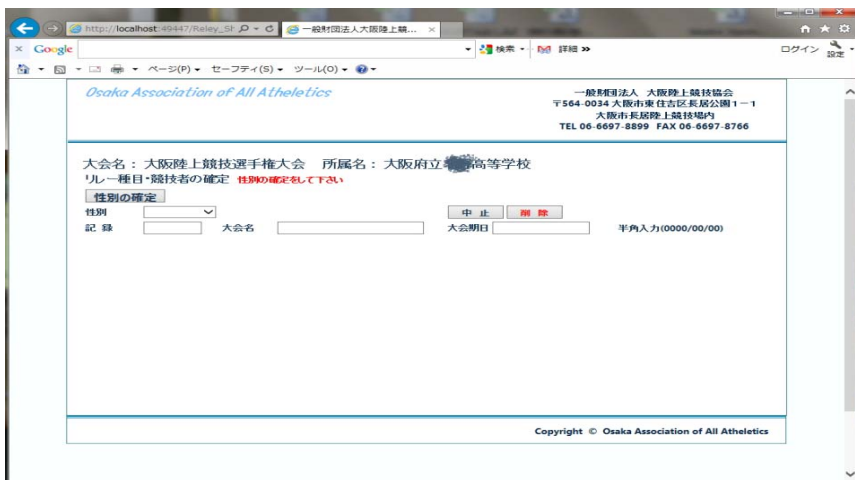 http://localhost:49447/Reley_Sh
一般財団法人大阪陸上競...
Google
検索
詳細 »
ログイン
設定
ページ(P)
セーフティ(S)
ツール(O)
Osaka Association of All Atheletics
一般財団法人 大阪陸上競技協会
〒564-0034 大阪市東住吉区長居公園1-1
大阪市長居陸上競技場内
TEL 06-6697-8899 FAX 06-6697-8766
大会名: 大阪陸上競技選手権大会 所属名: 大阪府立 高等学校
リレー種目・競技者の確定 性別の確定をして下さい
性別の確定
性別 中 止 削 除
記 録 大会名 大会期日 半角入力(0000/00/00)
Copyright © Osaka Association of All Atheletics